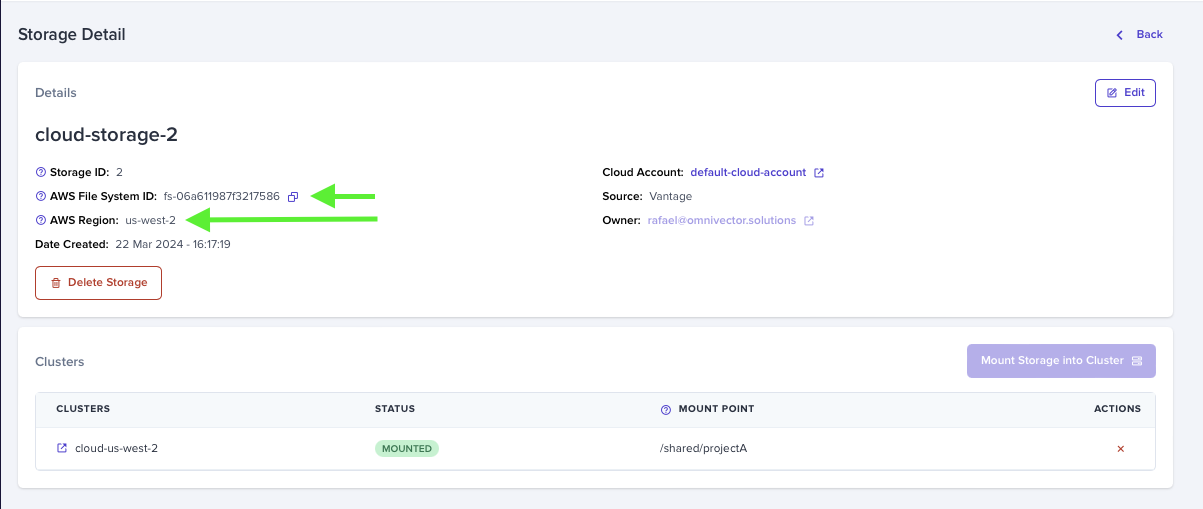 Storage Detail
Back
Details
Edit
cloud-storage-2
Storage ID: 2
Cloud Account: default-cloud-account
AWS File System ID: fs-06a611987f3217586
Source: Vantage
AWS Region: us-west-2
Owner: rafael@omnivector.solutions
Date Created: 22 Mar 2024 - 16:17:19
Delete Storage
Clusters
Mount Storage into Cluster
CLUSTERS STATUS MOUNT POINT ACTIONS
cloud-us-west-2 MOUNTED /shared/projectA